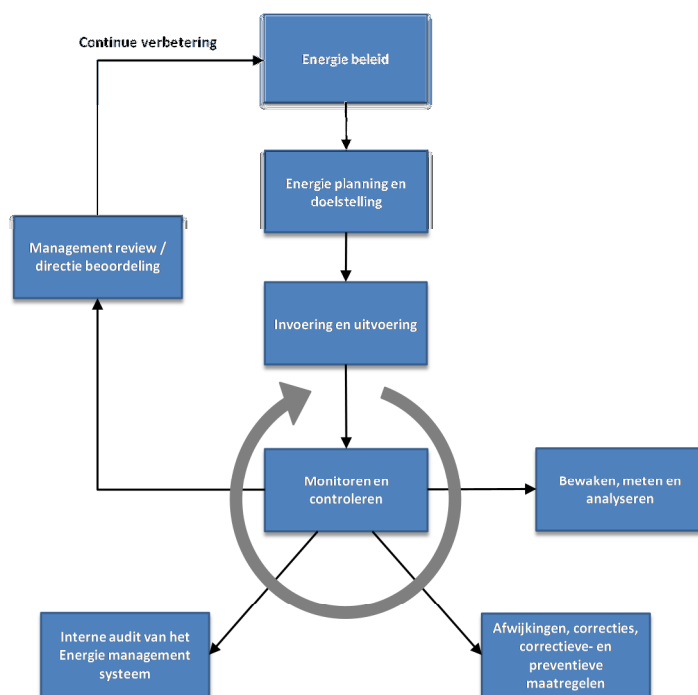 Continue verbetering
Energie beleid
Energie planning en
doelstelling
Management review /
directie beoordeling
Invoering en uitvoering
Monitoren en
controleren
Bewaken, meten en
analyseren
Interne audit van het
Energie management
systeem
Afwijkingen, correcties,
correctieve- en
preventieve
maatregelen